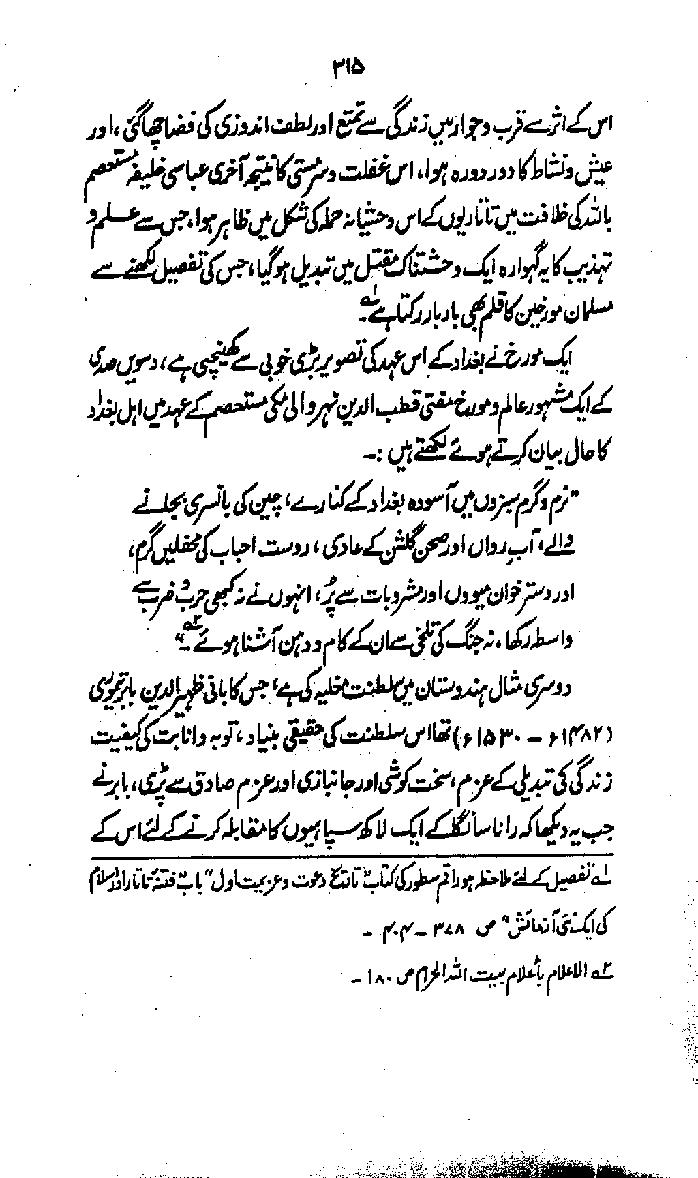 ۳۱۵
اس کے اثر سے قرب و جوار میں زندگی سے تمتع اور لطف اندوزی کی فضا چھا گئی، اور
عیش و نشاط کا دور دورہ ہوا، اس غفلت و سرمستی کا نتیجہ آخری عباسی خلیفہ مستعصم
باللہ کی خلافت میں تاتاریوں کے اس وحشیانہ حملہ کی شکل میں ظاہر ہوا، جس سے علم و
تہذیب کا یہ گہوارہ ایک وحشتناک مقتل میں تبدیل ہو گیا، جس کی تفصیل لکھنے سے
مسلمان مورخین کا قلم بھی بار بار رکتا ہے۔ لہ
ایک مورخ نے بغداد کے اس عہد کی تصویر بڑی خوبی سے کھینچی ہے، دسویں صدی
کے ایک مشہور عالم و مورخ مفتی قطب الدین نہروالی مکی مستعصم کے عہد میں اہل بغداد
کا حال بیان کرتے ہوئے لکھتے ہیں :۔
"نرم و گرم سبزوں میں آسودہ بغداد کے کنارے، چین کی بانسری بجانے
والے، آب رواں اور صحن گلشن کے عادی، دوست احباب کی محفلیں گرم،
اور دسترخوان میووں اور مشروبات سے پُر، انہوں نے نہ کبھی حرب و ضرب سے
واسطہ رکھا، نہ جنگ کی تلخی سے ان کے کام و دہن آشنا ہوئے۔" ۲ہ
دوسری مثال ہندوستان میں سلطنت مغلیہ کی ہے، جس کا بانی ظہیر الدین بابر تیموری
(۱۴۸۲ء – ۱۵۳۰ء) تھا اس سلطنت کی حقیقی بنیاد، توبہ و انابت کی کیفیت
زندگی کی تبدیلی کے عزم، سخت کوشی اور جانبازی اور عزم صادق سے پڑی، بابر نے
جب یہ دیکھا کہ رانا سانگا کے ایک لاکھ سپاہیوں کا مقابلہ کرنے کے لئے اس کے
لہ تفصیل کے لئے ملاحظہ ہو راقم سطور کی کتاب "تاریخ دعوت و عزیمت اول" باب "فتنۂ تاتار اور اسلام
کی ایک نئی آزمائش" ص ۳۷۸ – ۴۰۴ ۔
۲ہ الاعلام بأعلام بیت اللہ الحرام ص ۱۸۰ ۔